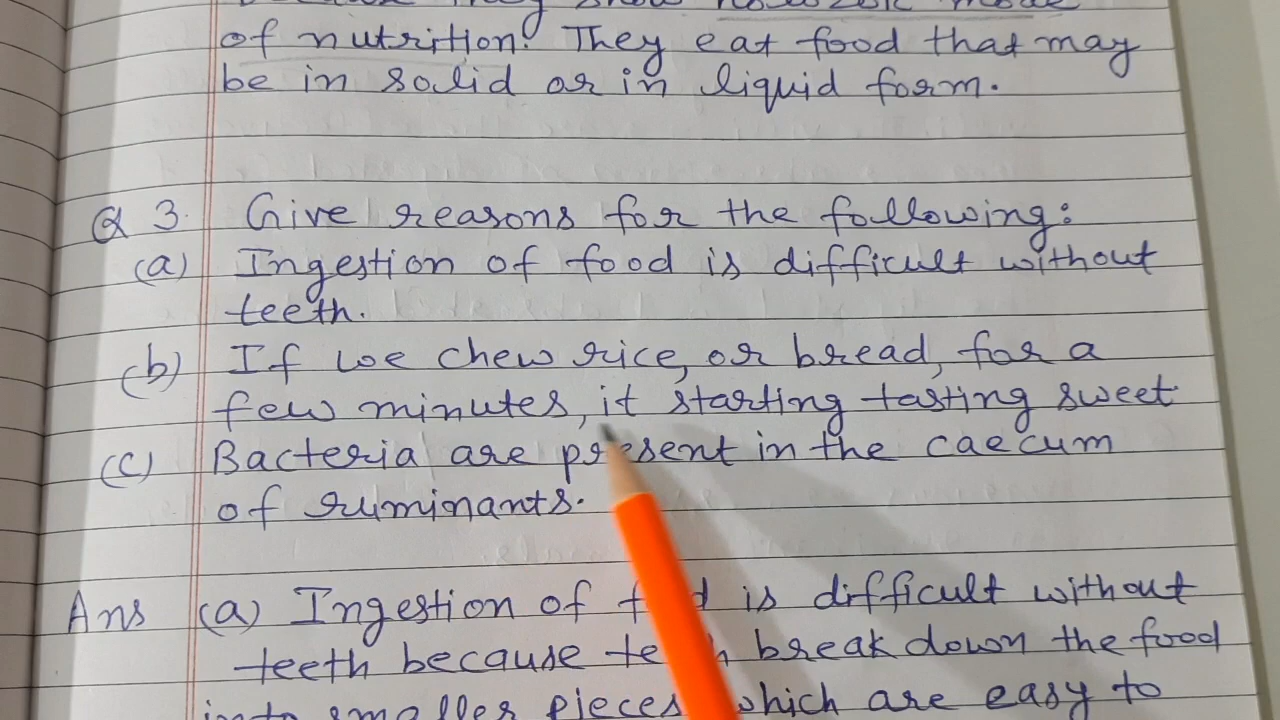 of nutrition. They eat food that may
be in solid or in liquid form.
Q 3. Give reasons for the following:
(a) Ingestion of food is difficult without
teeth.
(b) If we chew rice, or bread, for a
few minutes, it starting tasting sweet
(c) Bacteria are present in the caecum
of ruminants.
Ans (a) Ingestion of is difficult without
teeth because break down the food
into smaller pieces which are easy to